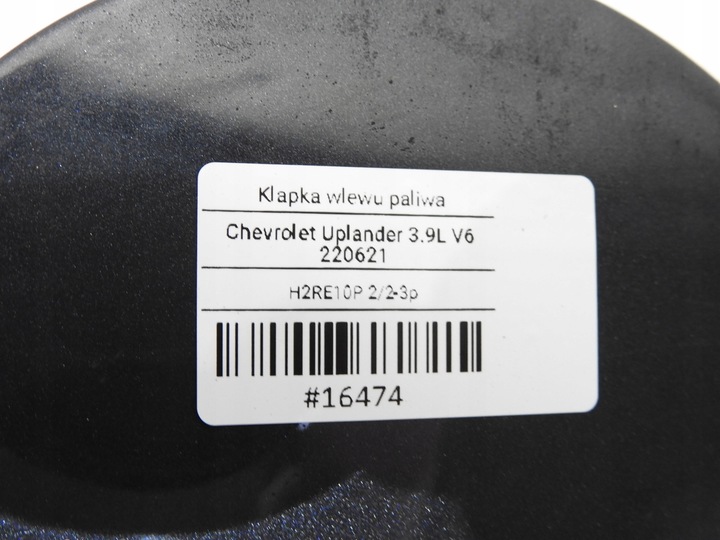 Klapka wlewu paliwa
Chevrolet Uplander 3.9L V6
220621
H2RE10P 2/2-3p
#16474